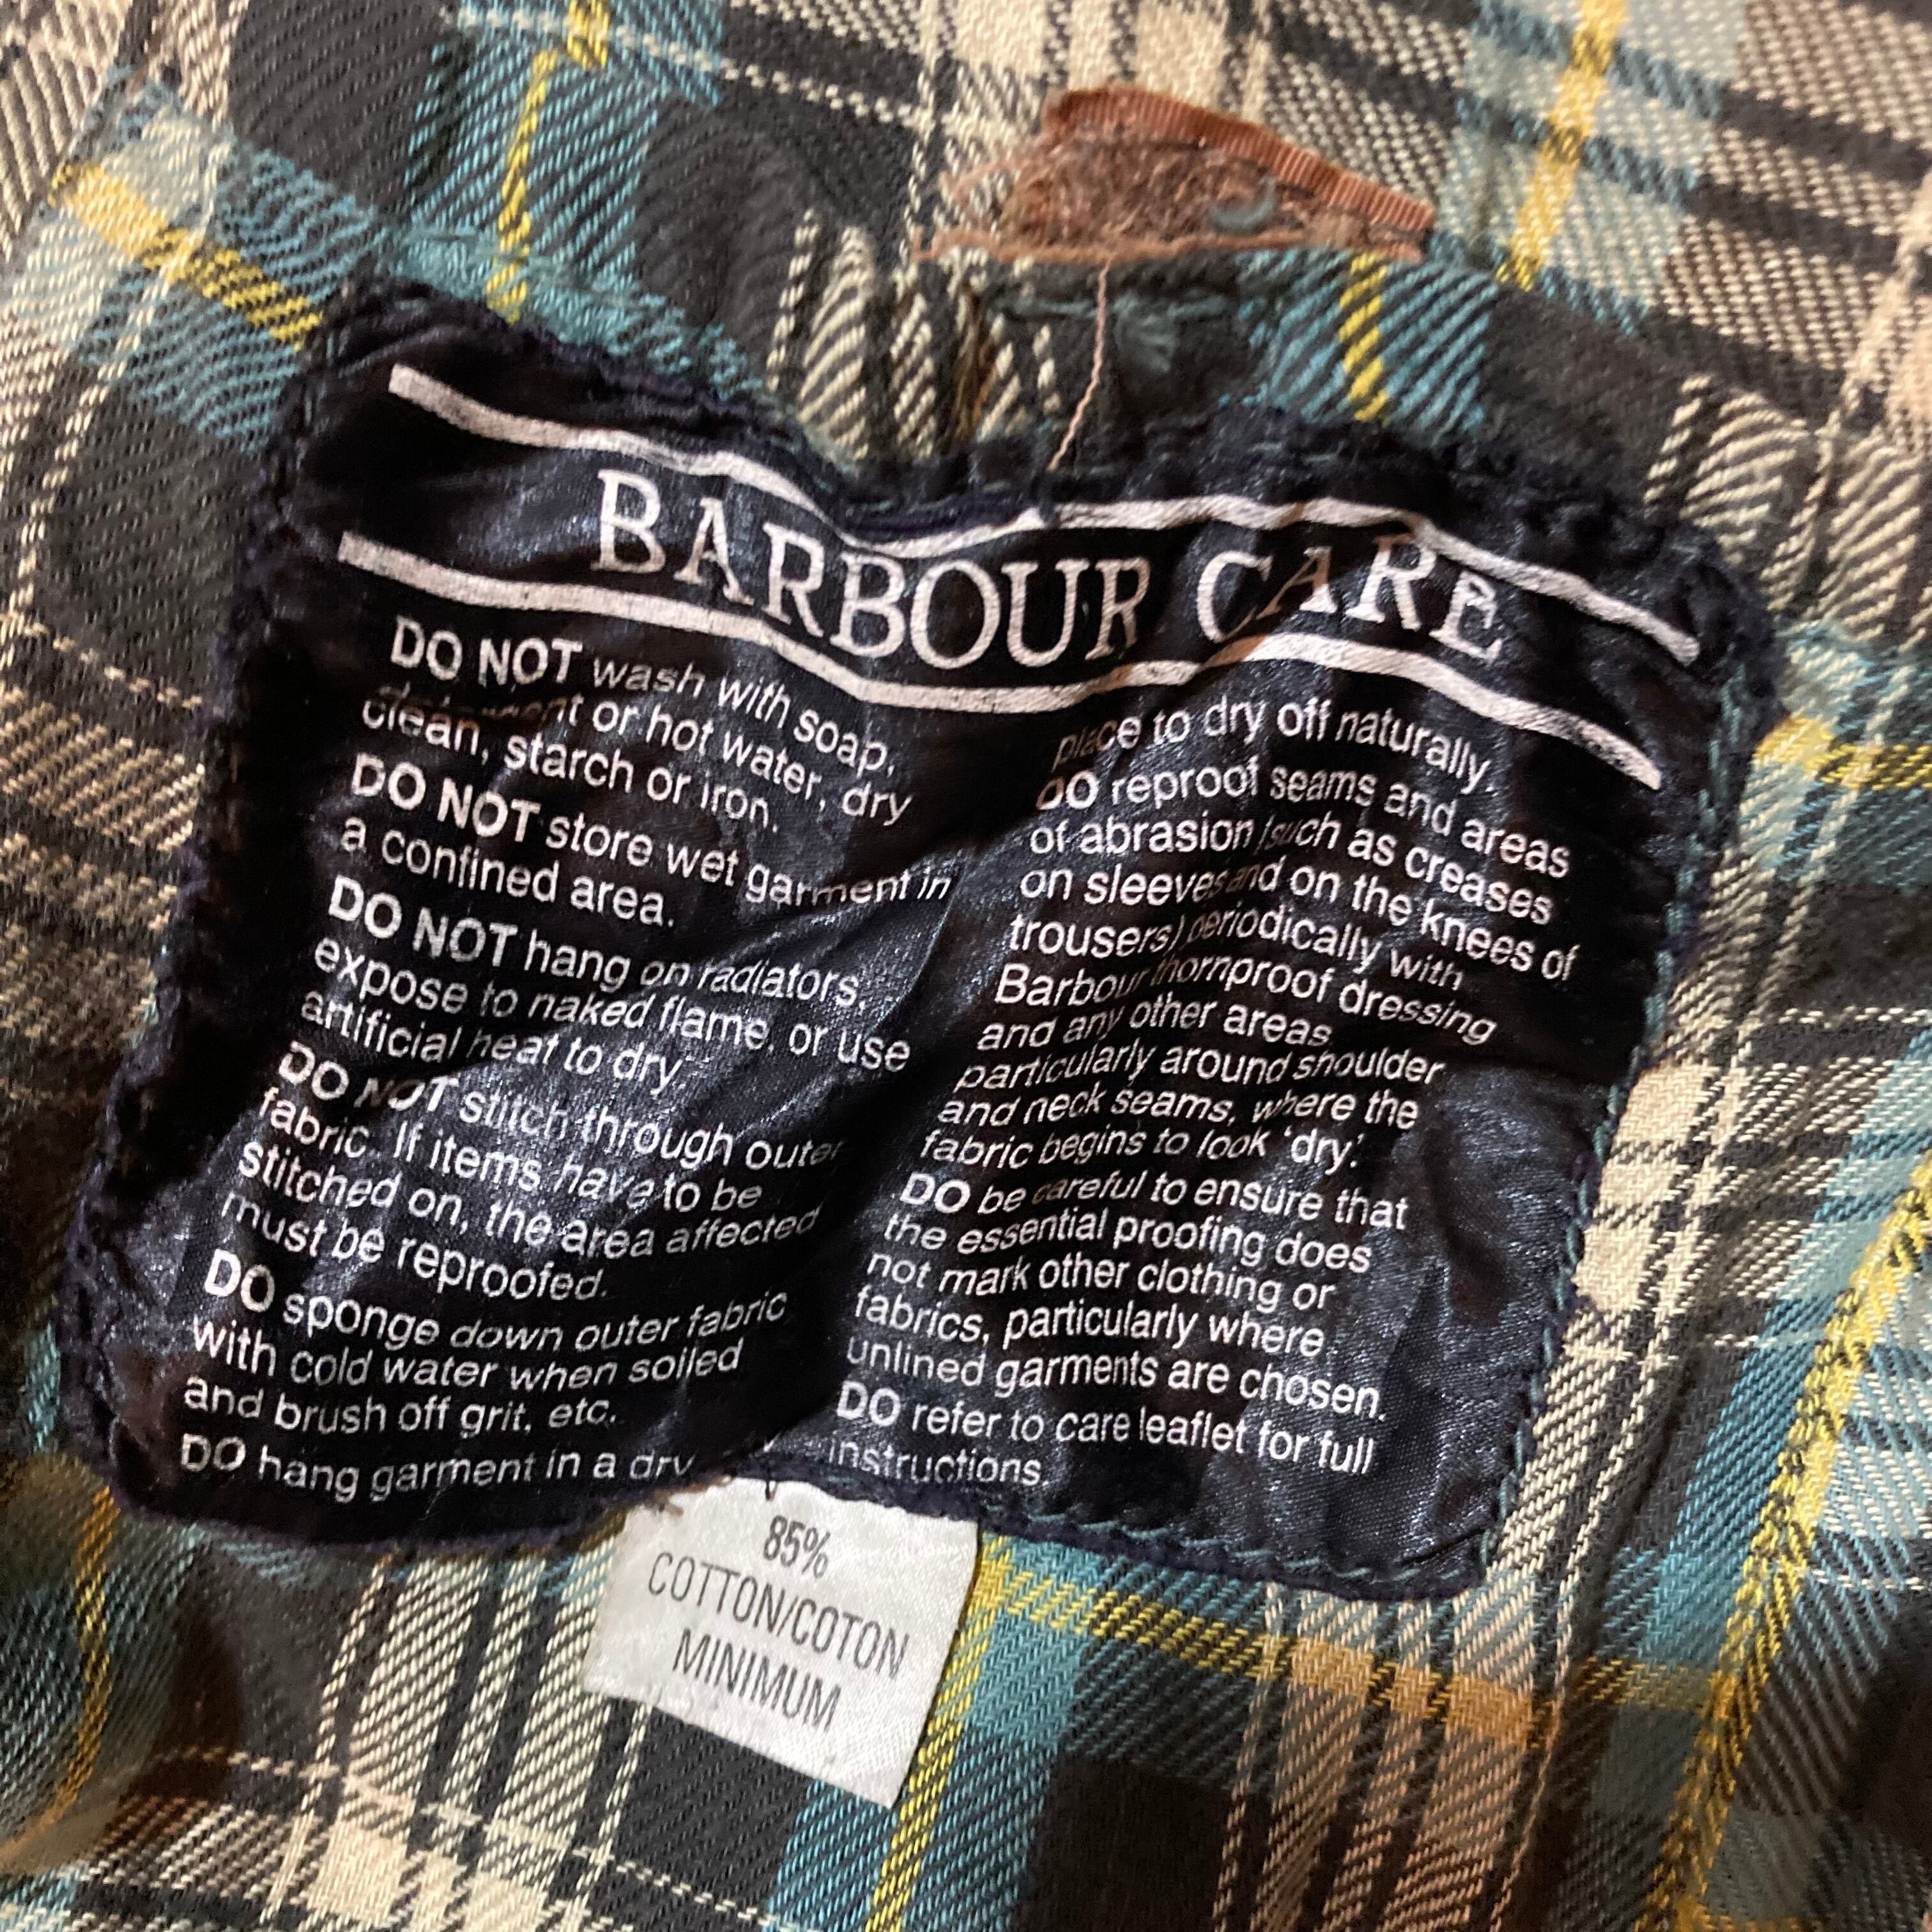 BARBOUR CARE
DO NOT wash with soap,
detergent or hot water, dry
clean, starch or iron.
DO NOT store wet garment in
a confined area.
DO NOT hang on radiators,
expose to naked flame, or use
artificial heat to dry.
DO NOT stitch through outer
fabric. If items have to be
stitched on, the area affected
must be reproofed.
DO sponge down outer fabric
with cold water when soiled
and brush off grit, etc.
DO hang garment in a dry
place to dry off naturally.
DO reproof seams and areas
of abrasion (such as creases
on sleeves and on the knees of
trousers) periodically with
Barbour thornproof dressing
and any other areas,
particularly around shoulder
and neck seams, where the
fabric begins to look ‘dry’.
DO be careful to ensure that
the essential proofing does
not mark other clothing or
fabrics, particularly where
unlined garments are chosen.
DO refer to care leaflet for full
instructions
85%
COTTON/COTON
MINIMUM